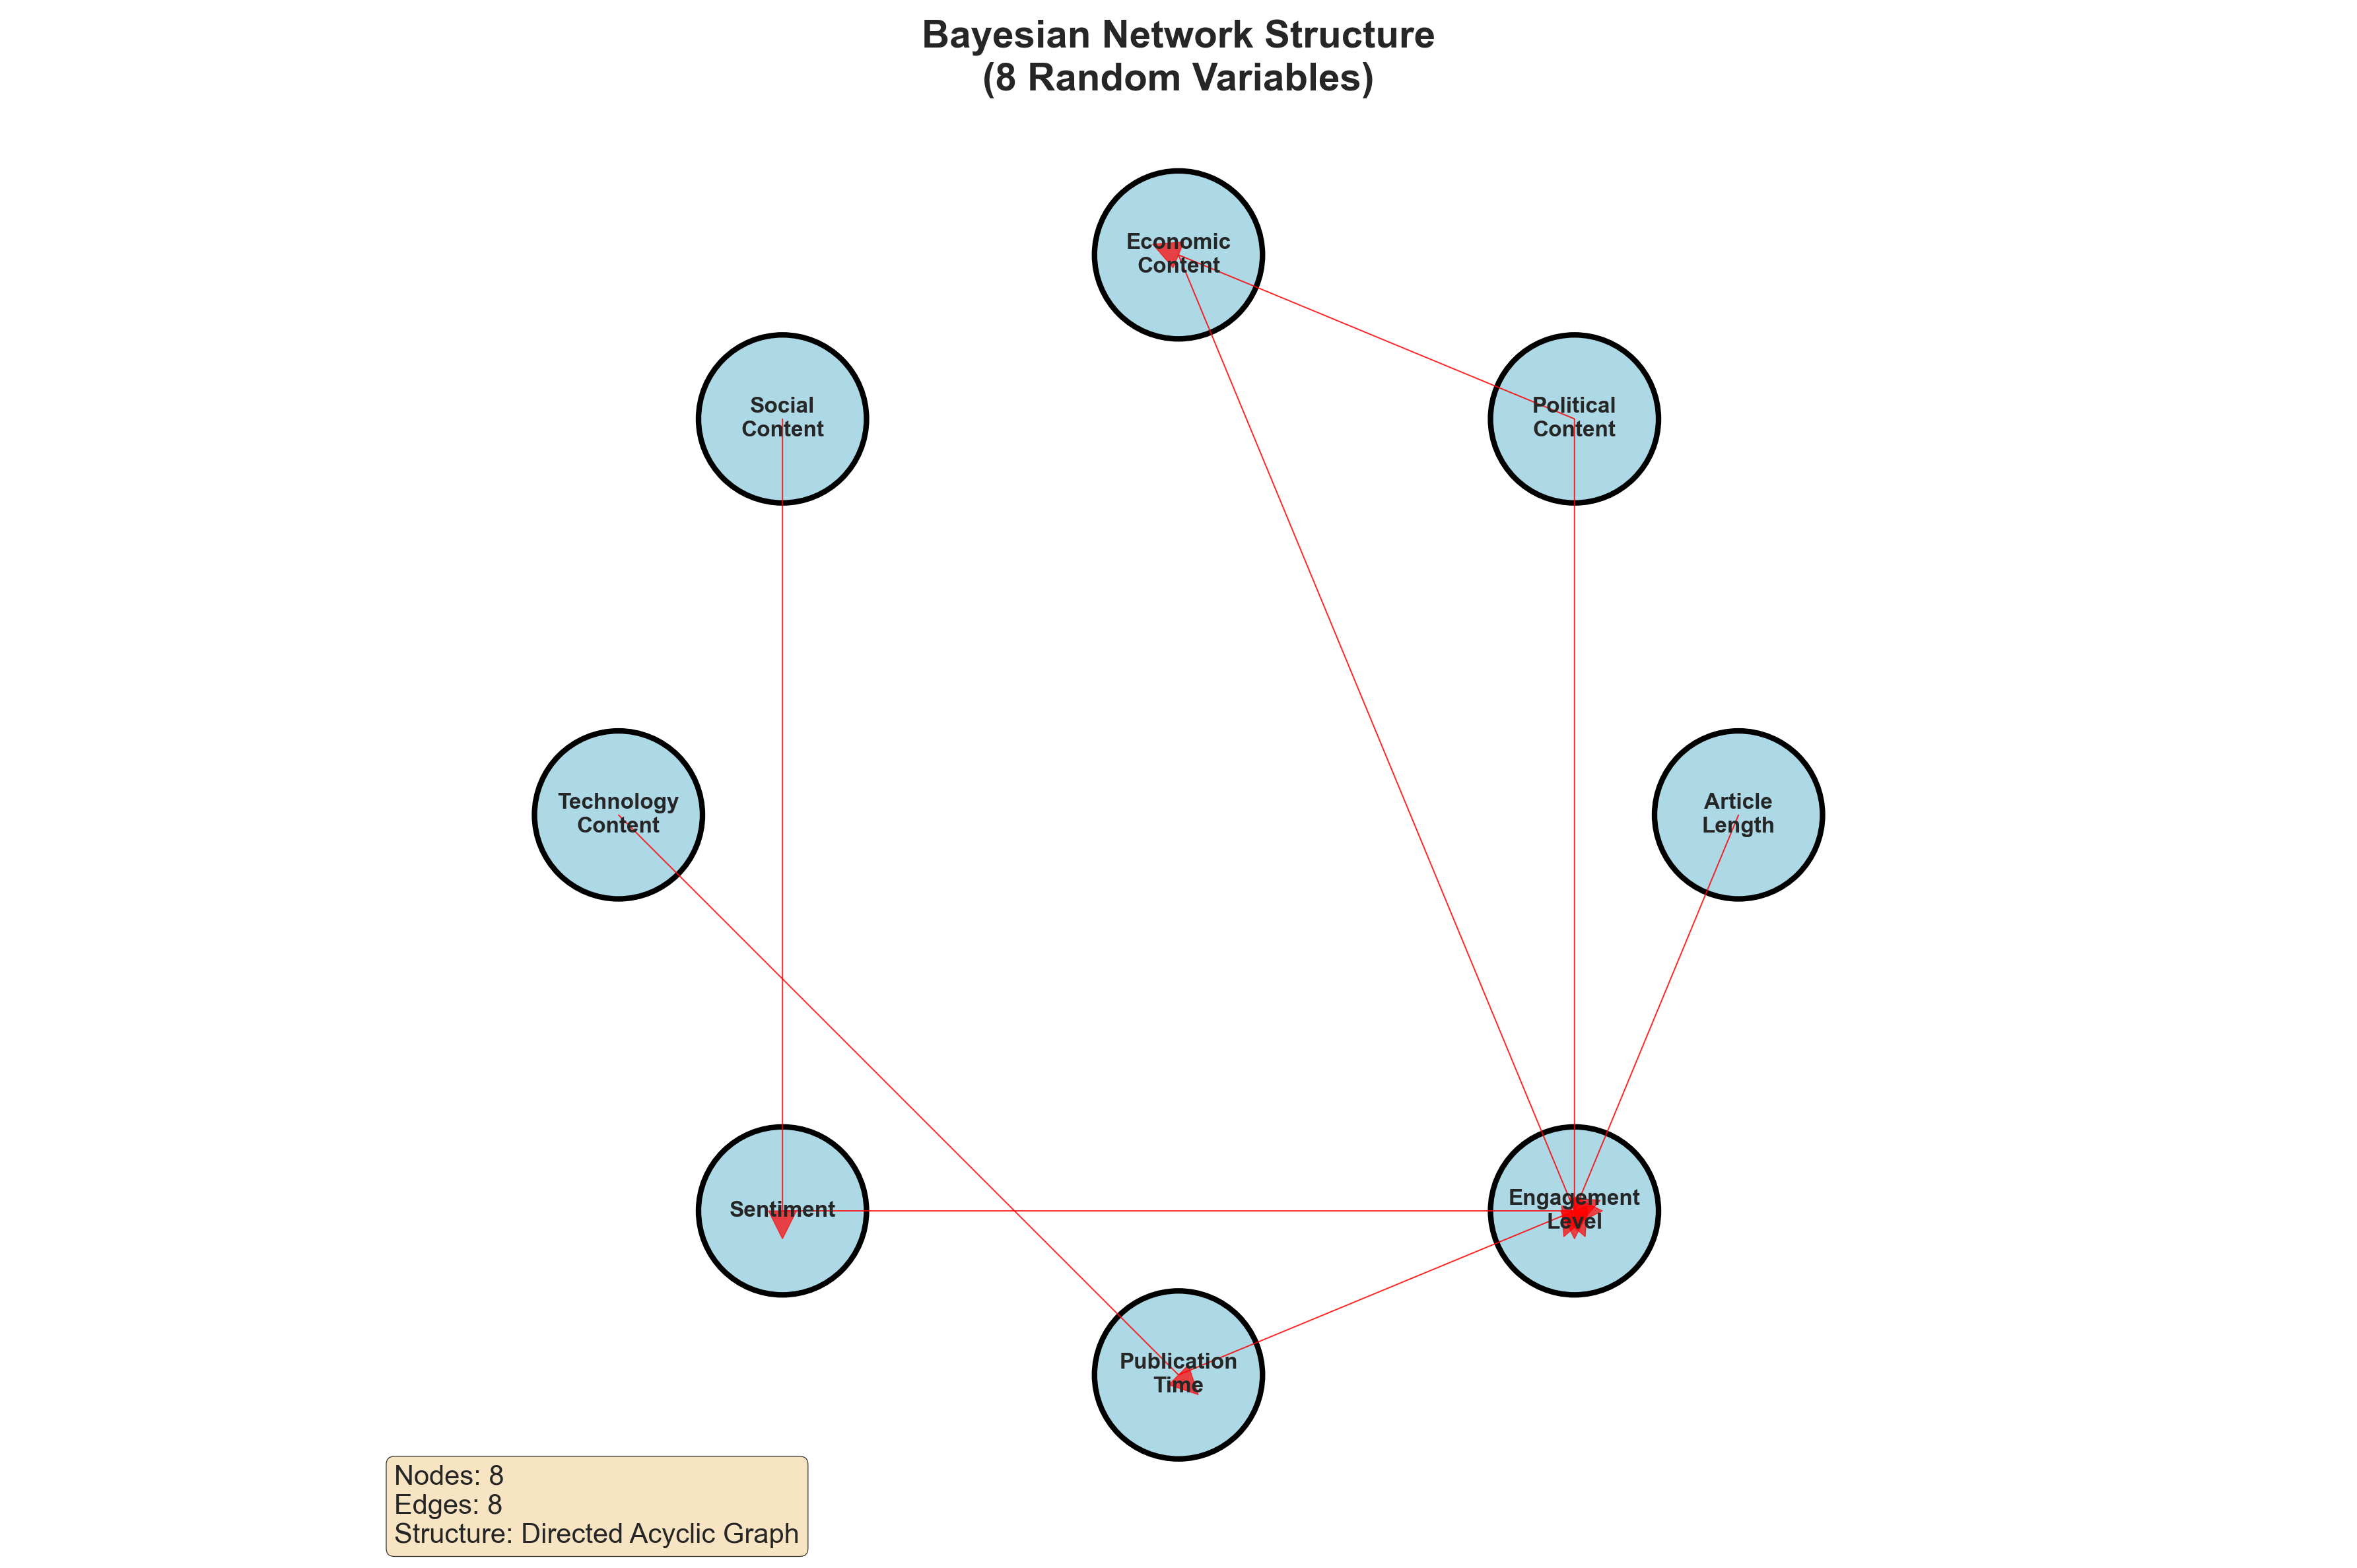 Bayesian Network Structure
(8 Random Variables)
Economic
Content
Social
Content
Political
Content
Technology
Content
Article
Length
Sentiment
Engagement
Level
Publication
Time
Nodes: 8
Edges: 8
Structure: Directed Acyclic Graph